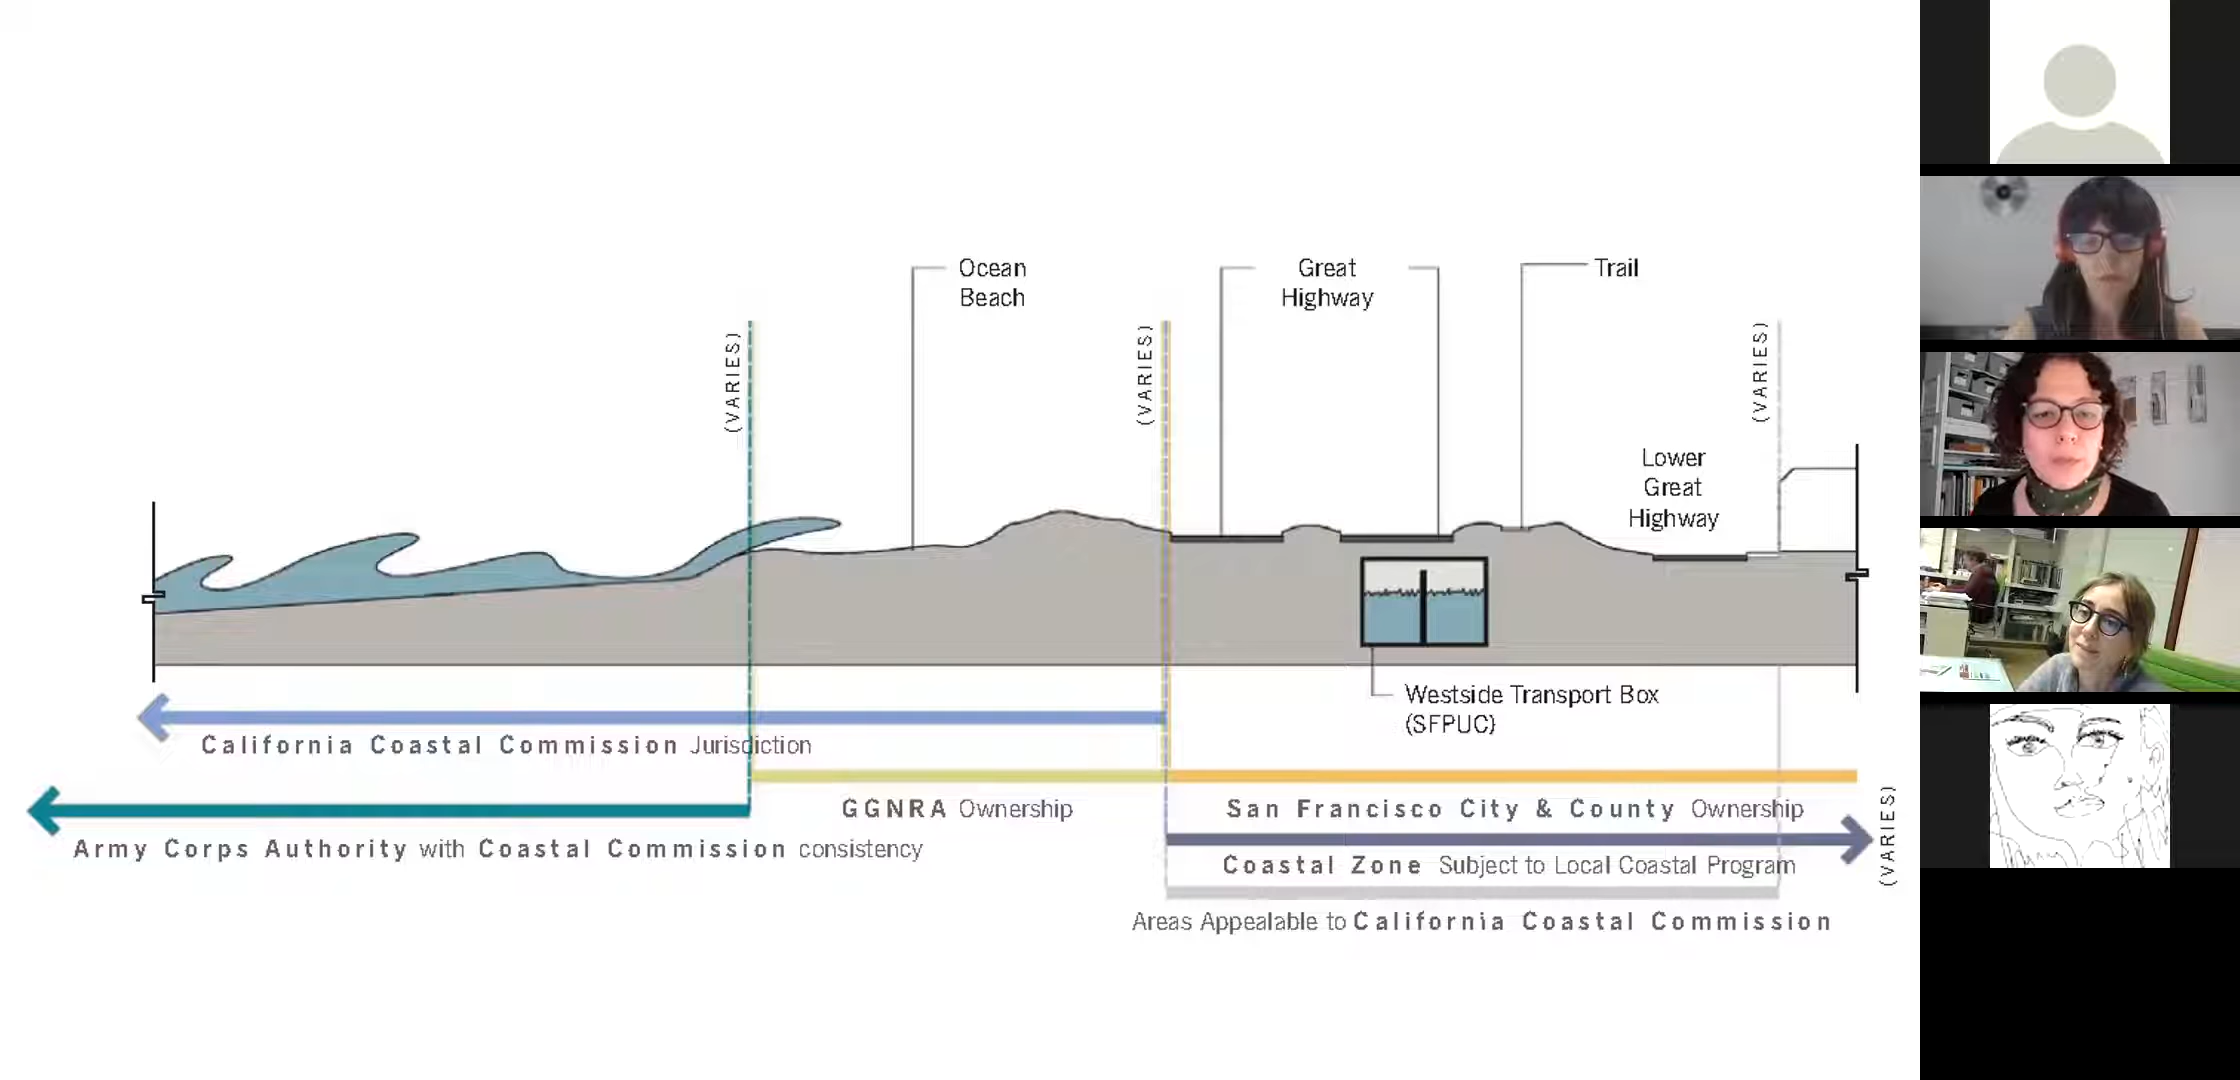 Ocean
Beach
Great
Highway
Trail
(VARIES)
(VARIES)
(VARIES)
Lower
Great
Highway
Westside Transport Box
(SFPUC)
California Coastal Commission Jurisdiction
GGNRA Ownership
San Francisco City & County Ownership
Army Corps Authority with Coastal Commission consistency
Coastal Zone Subject to Local Coastal Program
(VARIES)
Areas Appealable to California Coastal Commission